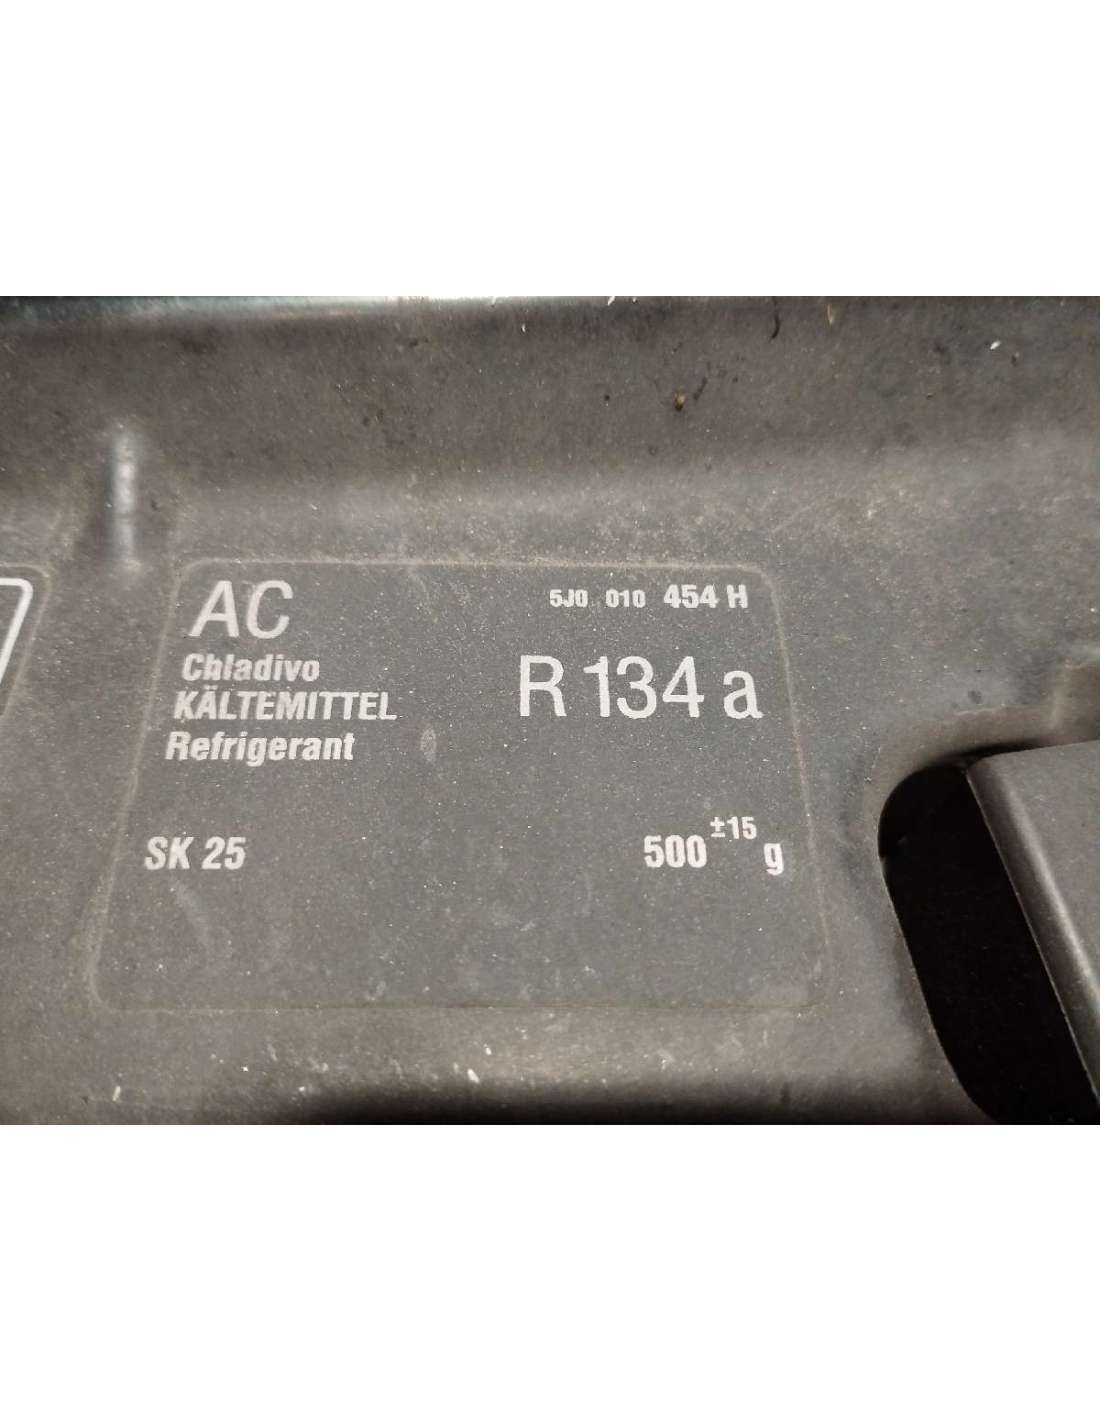 AC 5J0 010 454 H
Chladivo
KÄLTEMITTEL R 134 a
Refrigerant
SK 25 500 ±15 g